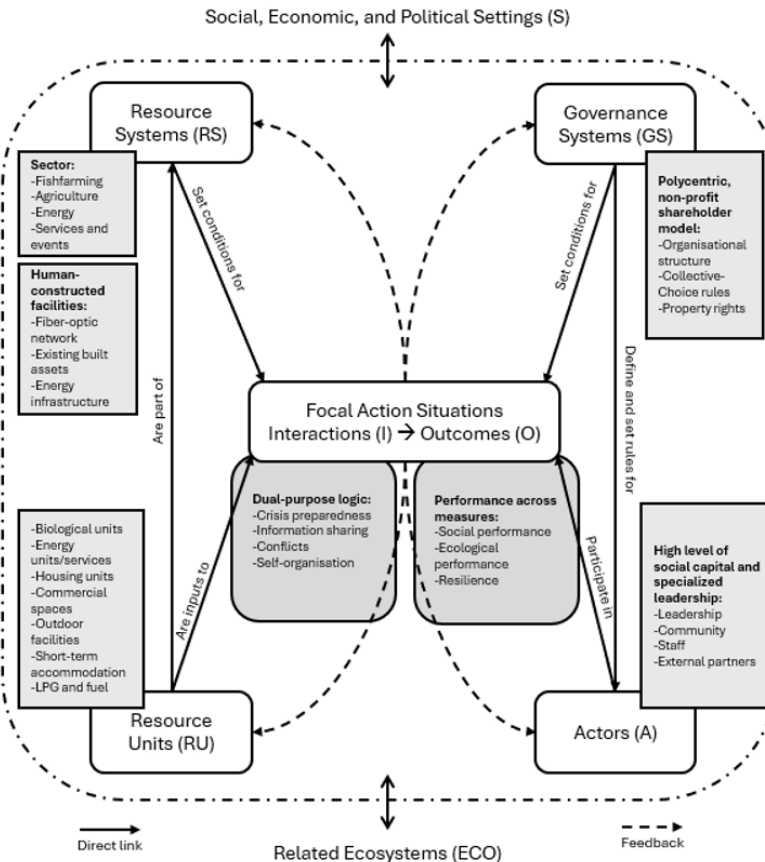 Social, Economic, and Political Settings (S)
Resource
Systems (RS)
Governance
Systems (GS)
Sector:
-Fishfarming
-Agriculture
-Energy
-Services and
events
Human-
constructed
facilities:
-Fiber-optic
network
-Existing built
assets
-Energy
infrastructure
Polycentric,
non-profit
shareholder
model:
-Organisational
structure
-Collective-
Choice rules
-Property rights
Set conditions for
Set conditions for
Are part of
Define and set rules for
Focal Action Situations
Interactions (I) → Outcomes (O)
Dual-purpose logic:
-Crisis preparedness
-Information sharing
-Conflicts
-Self-organisation
Performance across
measures:
-Social performance
-Ecological
performance
-Resilience
-Biological units
-Energy
units/services
-Housing units
-Commercial
spaces
-Outdoor
facilities
-Short-term
accommodation
-LPG and fuel
Are inputs to
Participate in
High level of
social capital and
specialized
leadership:
-Leadership
-Community
-Staff
-External partners
Resource
Units (RU)
Actors (A)
Direct link
Related Ecosystems (ECO)
Feedback